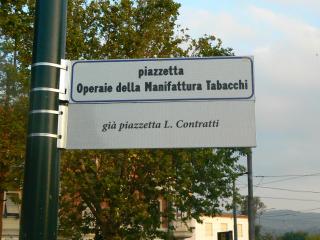 piazzetta
Operaie della Manifattura Tabacchi
già piazzetta L. Contratti